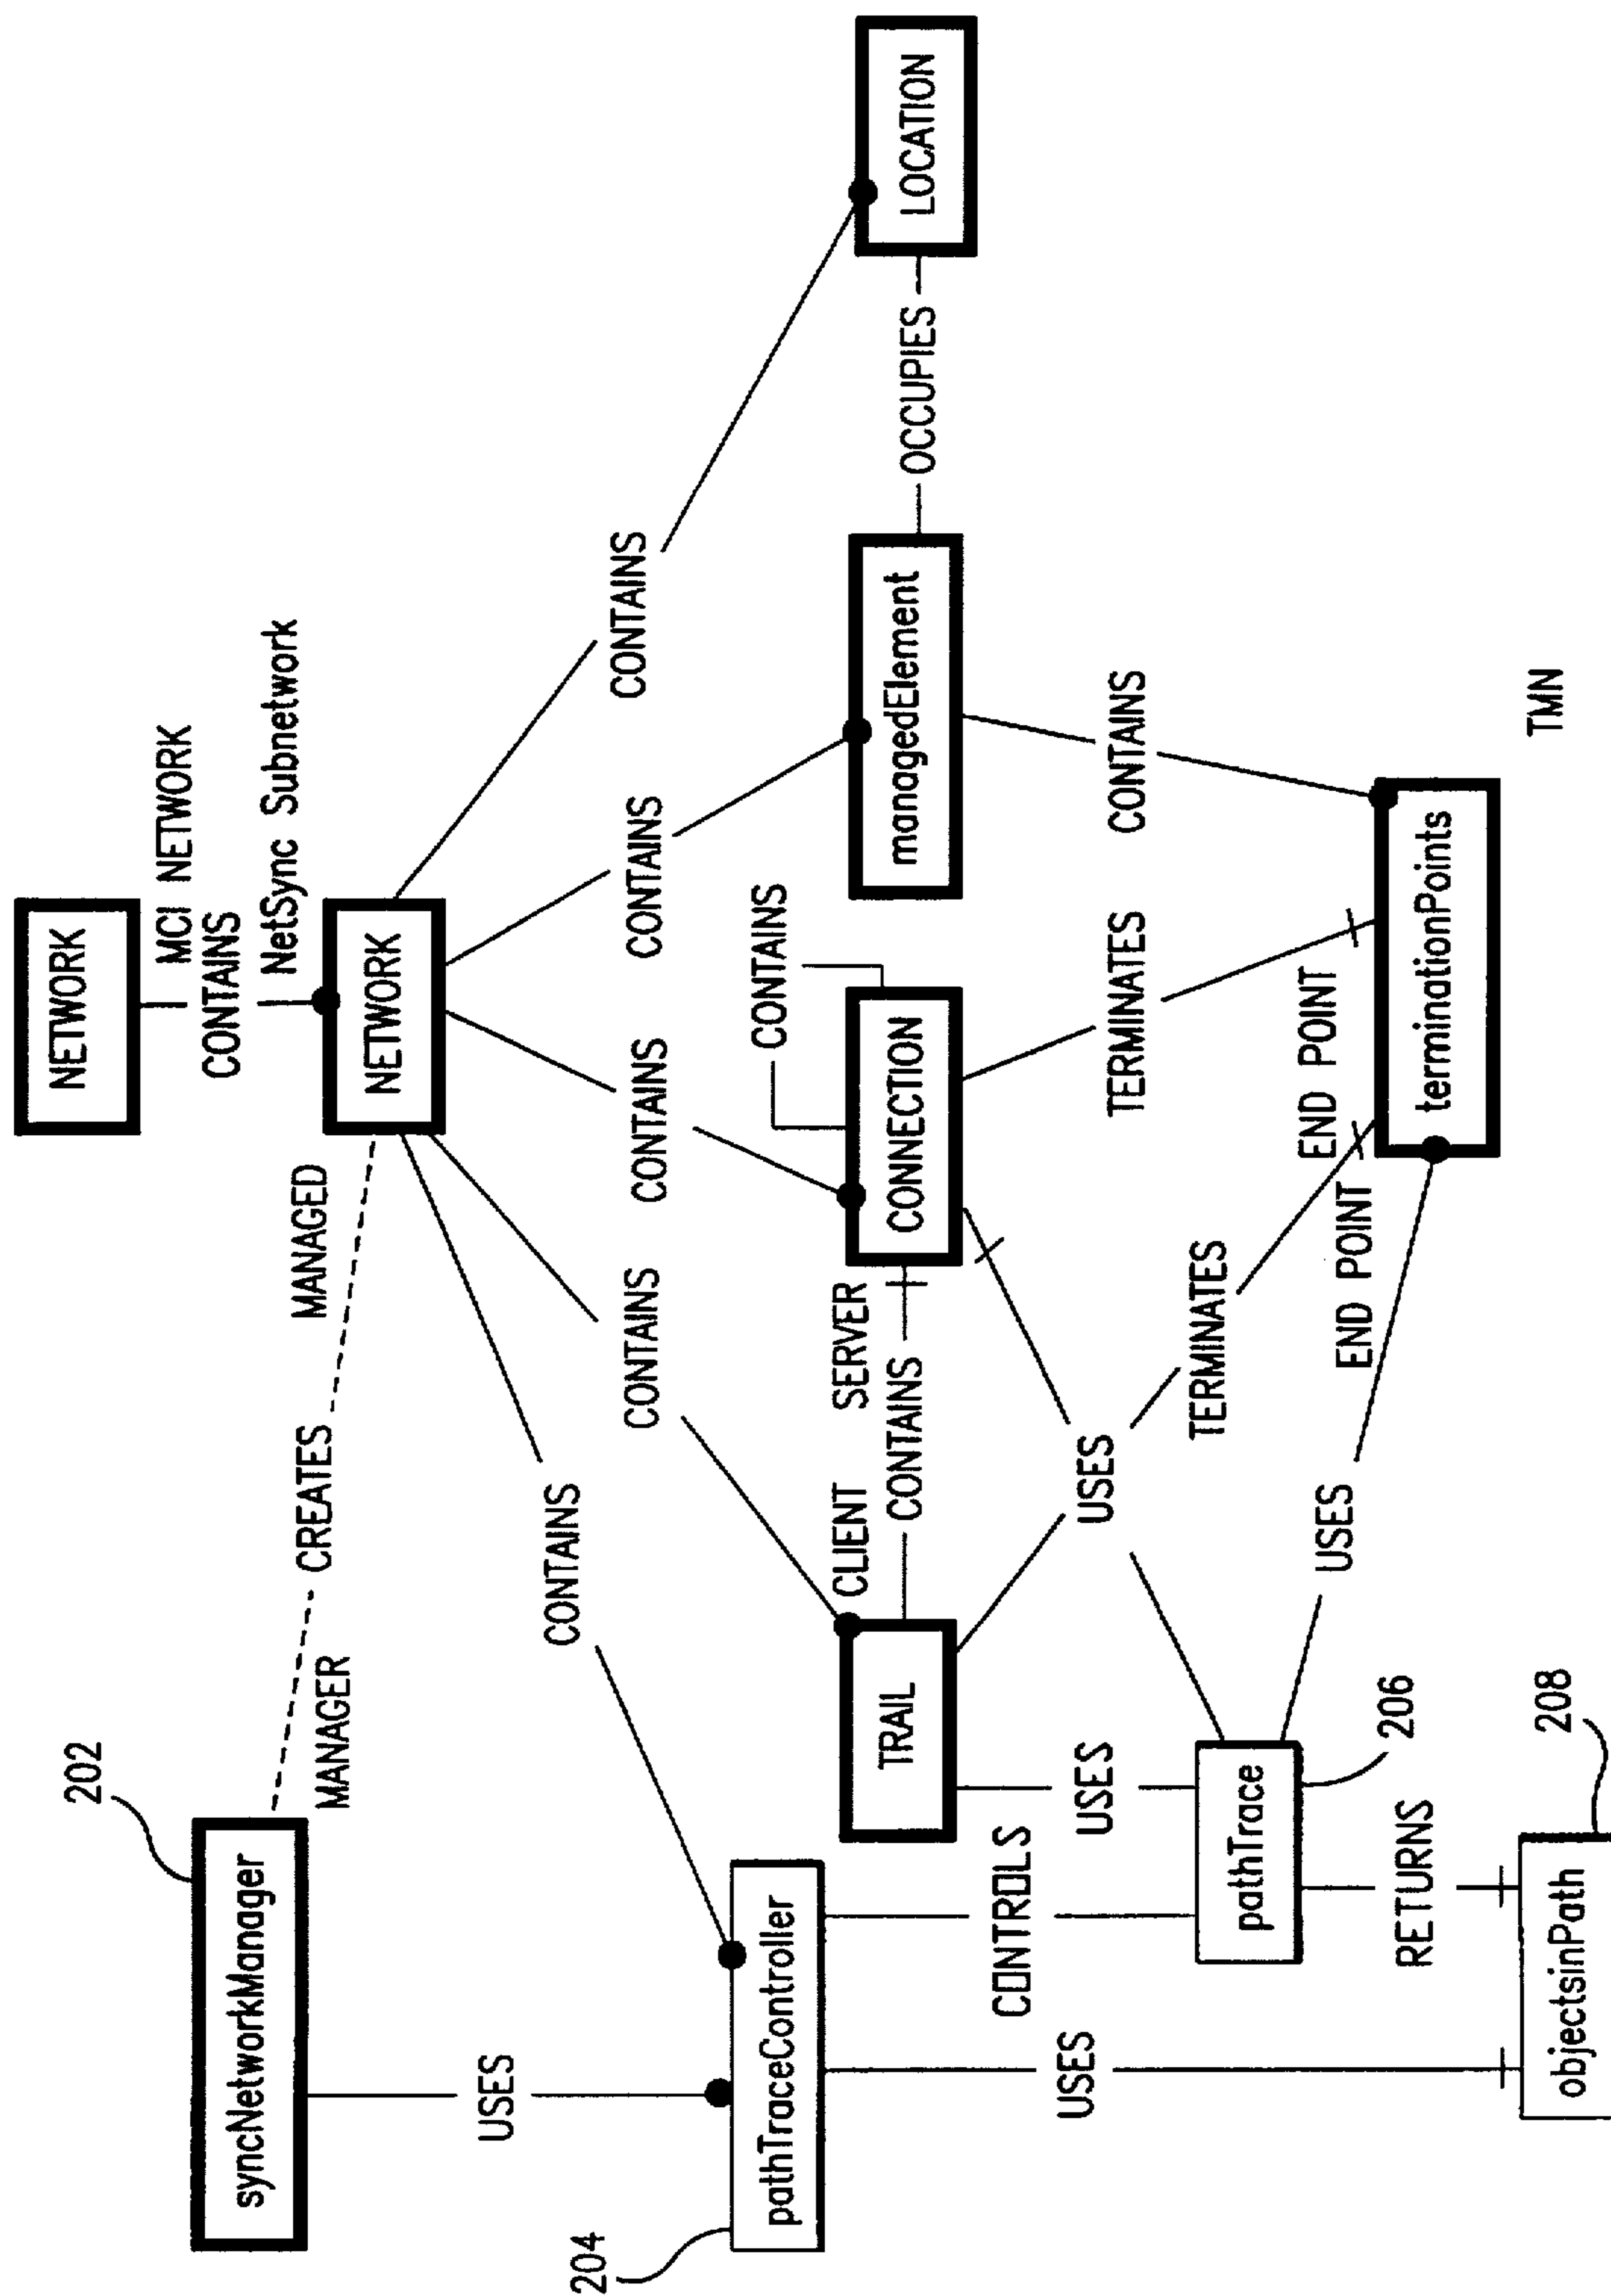 NETWORK
MCI NETWORK
CONTAINS
NetSync Subnetwork
202
syncNetworkManager
MANAGER
CREATES
MANAGED
NETWORK
USES
CONTAINS
CONTAINS
CONTAINS
CONTAINS
CONTAINS
204
pathTraceController
TRAIL
CLIENT
CONTAINS
SERVER
CONNECTION
CONTAINS
managedElement
OCCUPIES
LOCATION
USES
CONTROLS
USES
USES
TERMINATES
TERMINATES
CONTAINS
pathTrace
206
USES
END POINT
END POINT
terminationPoints
RETURNS
objectsinPath
208
TMN